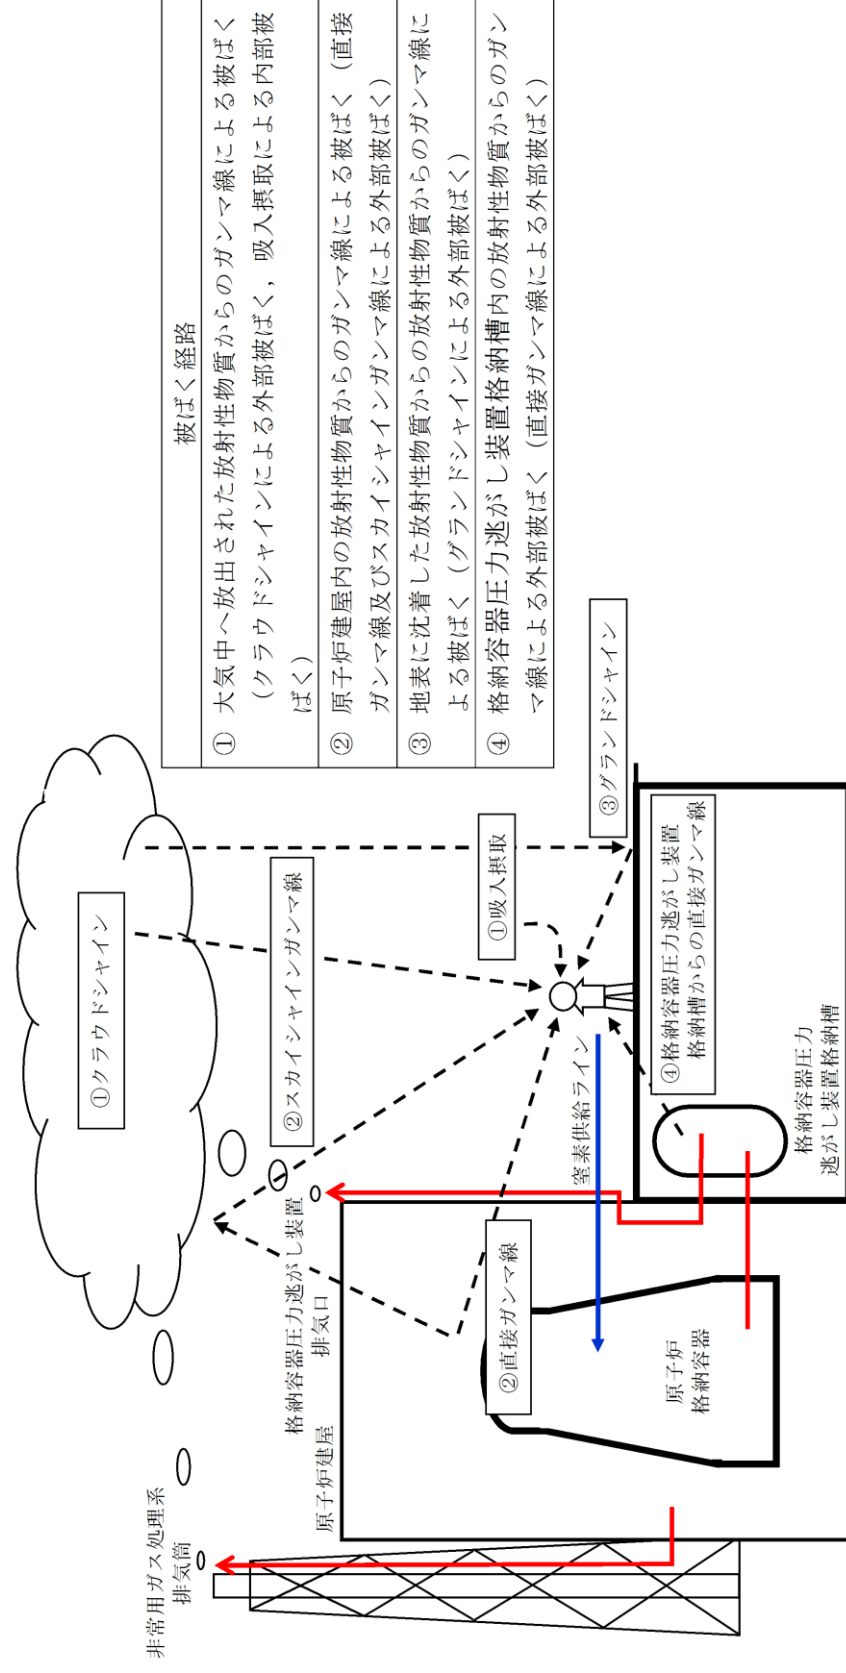 非常用ガス処理系
排気筒
原子炉建屋
格納容器圧力逃がし装置
排気口
①クラウドシャイン
②スカイシャインガンマ線
①吸入摂取
③グランドシャイン
②直接ガンマ線
窒素供給ライン
④格納容器圧力逃がし装置
格納槽からの直接ガンマ線
原子炉
格納容器
格納容器圧力
逃がし装置格納槽
被ばく経路
① 大気中へ放出された放射性物質からのガンマ線による被ばく
（クラウドシャインによる外部被ばく，吸入摂取による内部被
ばく）
② 原子炉建屋内の放射性物質からのガンマ線による被ばく（直接
ガンマ線及びスカイシャインガンマ線による外部被ばく）
③ 地表に沈着した放射性物質からの放射性物質からのガンマ線に
よる被ばく（グランドシャインによる外部被ばく）
④ 格納容器圧力逃がし装置格納槽内の放射性物質からのガン
マ線による外部被ばく（直接ガンマ線による外部被ばく）